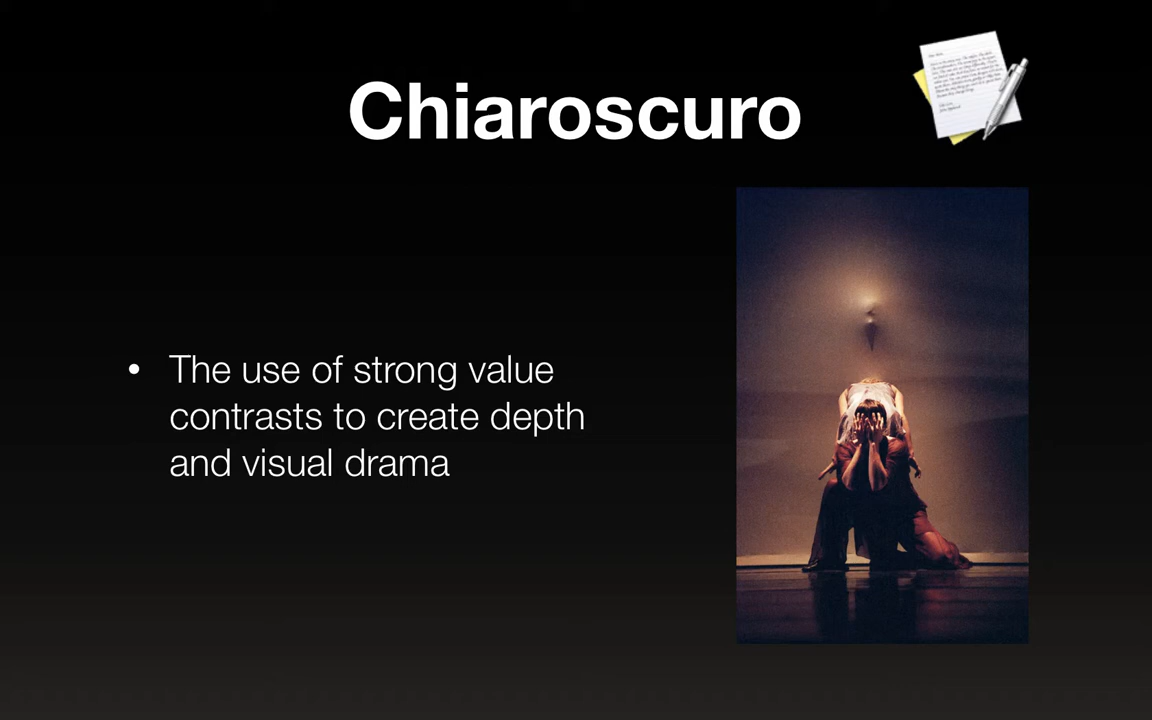 Chiaroscuro
• The use of strong value
contrasts to create depth
and visual drama